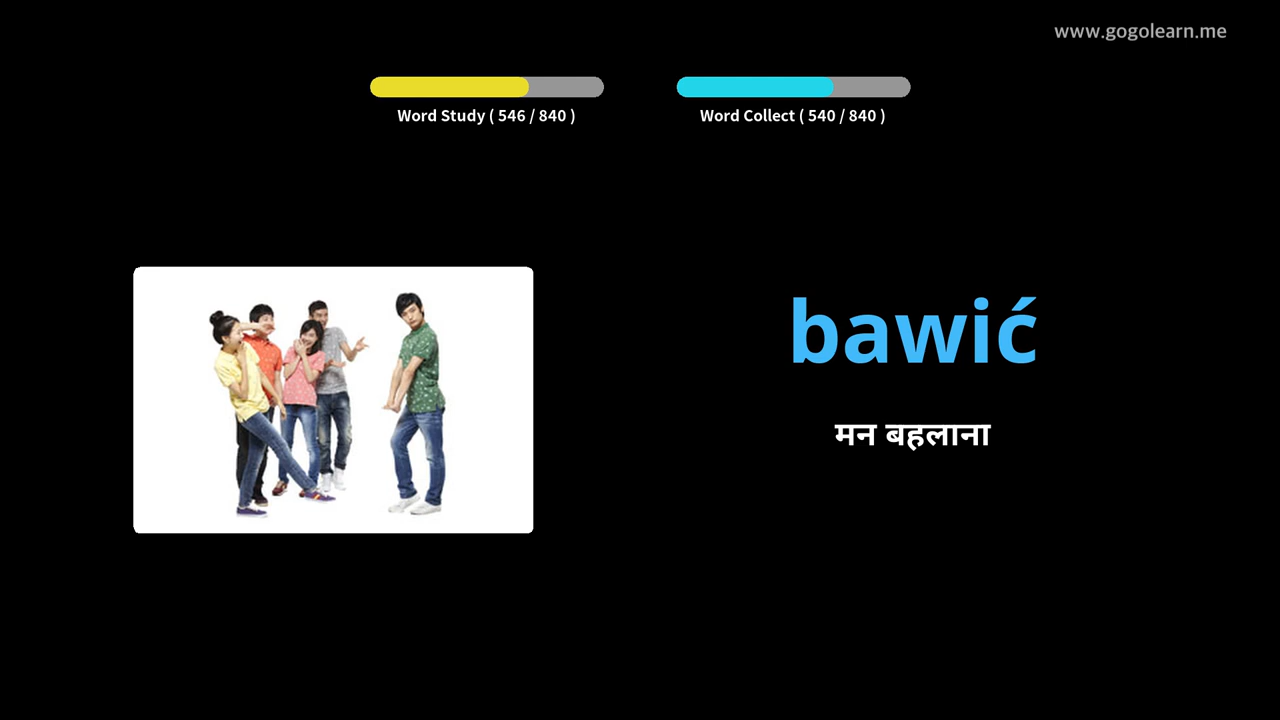 www.gogolearn.me
Word Study ( 546 / 840 )
Word Collect ( 540 / 840 )
bawić
मन बहलाना